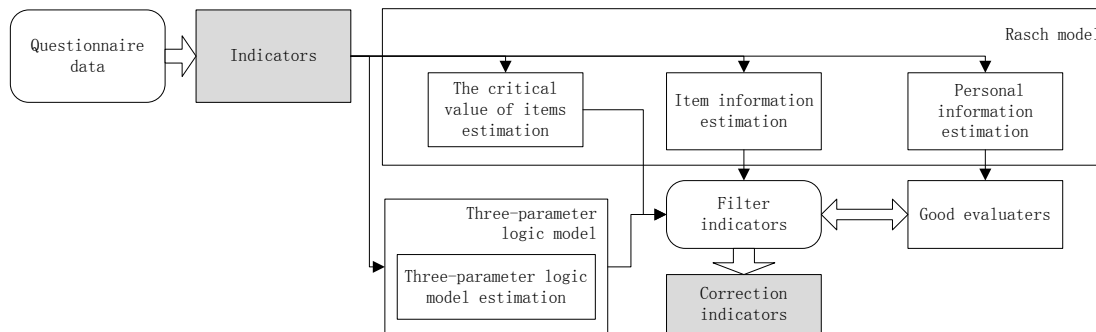 Questionnaire
data
Indicators
Rasch model
The critical
value of items
estimation
Item information
estimation
Personal
information
estimation
Three-parameter
logic model
Three-parameter logic
model estimation
Filter
indicators
Good evaluaters
Correction
indicators